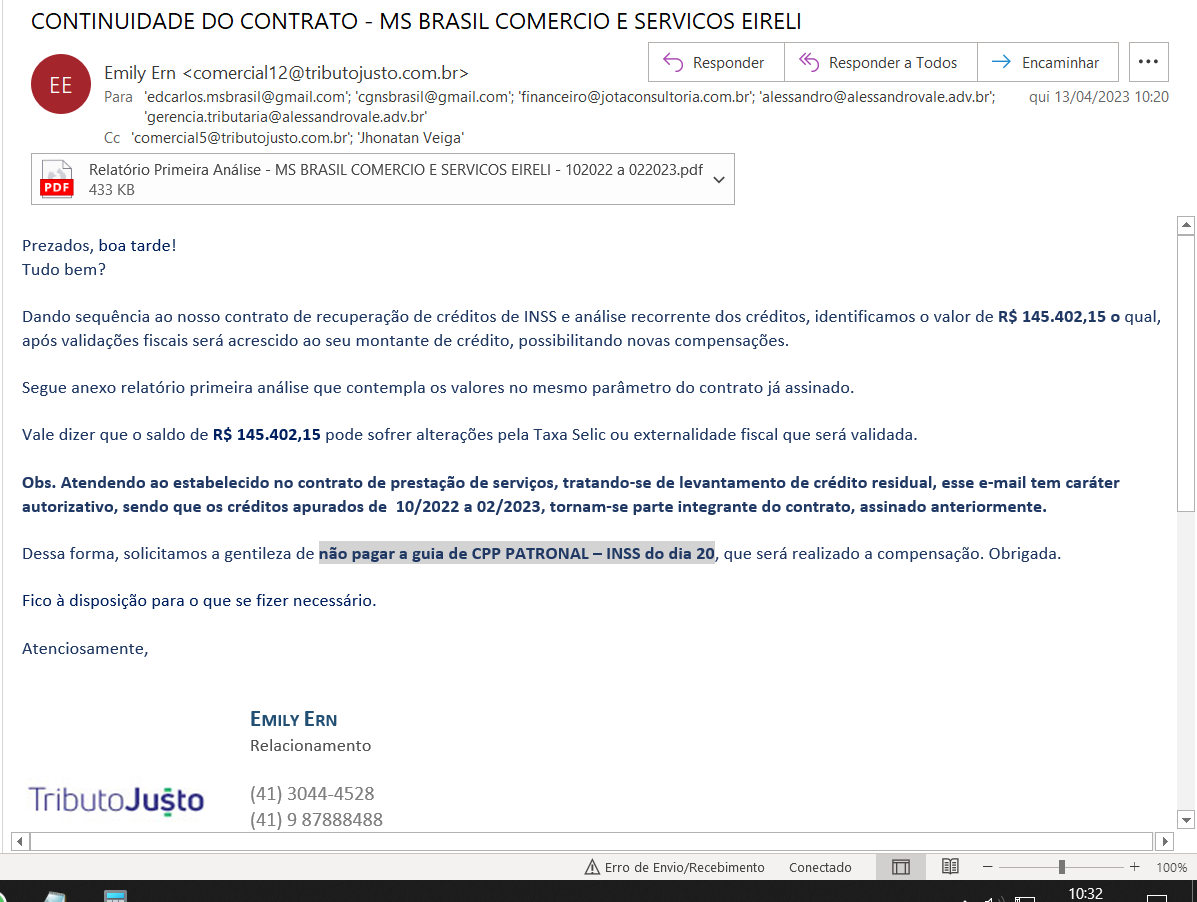 CONTINUIDADE DO CONTRATO - MS BRASIL COMERCIO E SERVICOS EIRELI
EE
Emily Ern <comercial12@tributojusto.com.br>
Responder
Responder a Todos
Encaminhar
Para 'edcarlos.msbrasil@gmail.com'; 'cgnsbrasil@gmail.com'; 'financeiro@jotaconsultoria.com.br'; 'alessandro@alessandrovale.adv.br';
qui 13/04/2023 10:20
'gerencia.tributaria@alessandrovale.adv.br'
Cc 'comercial5@tributojusto.com.br'; 'Jhonatan Veiga'
PDF
Relatório Primeira Análise - MS BRASIL COMERCIO E SERVICOS EIRELI - 102022 a 022023.pdf
433 KB
Prezados, boa tarde!
Tudo bem?
Dando sequência ao nosso contrato de recuperação de créditos de INSS e análise recorrente dos créditos, identificamos o valor de R$ 145.402,15 o qual,
após validações fiscais será acrescido ao seu montante de crédito, possibilitando novas compensações.
Segue anexo relatório primeira análise que contempla os valores no mesmo parâmetro do contrato já assinado.
Vale dizer que o saldo de R$ 145.402,15 pode sofrer alterações pela Taxa Selic ou externalidade fiscal que será validada.
Obs. Atendendo ao estabelecido no contrato de prestação de serviços, tratando-se de levantamento de crédito residual, esse e-mail tem caráter
autorizativo, sendo que os créditos apurados de 10/2022 a 02/2023, tornam-se parte integrante do contrato, assinado anteriormente.
Dessa forma, solicitamos a gentileza de não pagar a guia de CPP PATRONAL – INSS do dia 20, que será realizado a compensação. Obrigada.
Fico à disposição para o que se fizer necessário.
Atenciosamente,
EMILY ERN
Relacionamento
TributoJusto
(41) 3044-4528
(41) 9 87888488
Erro de Envio/Recebimento
Conectado
100%
10:32